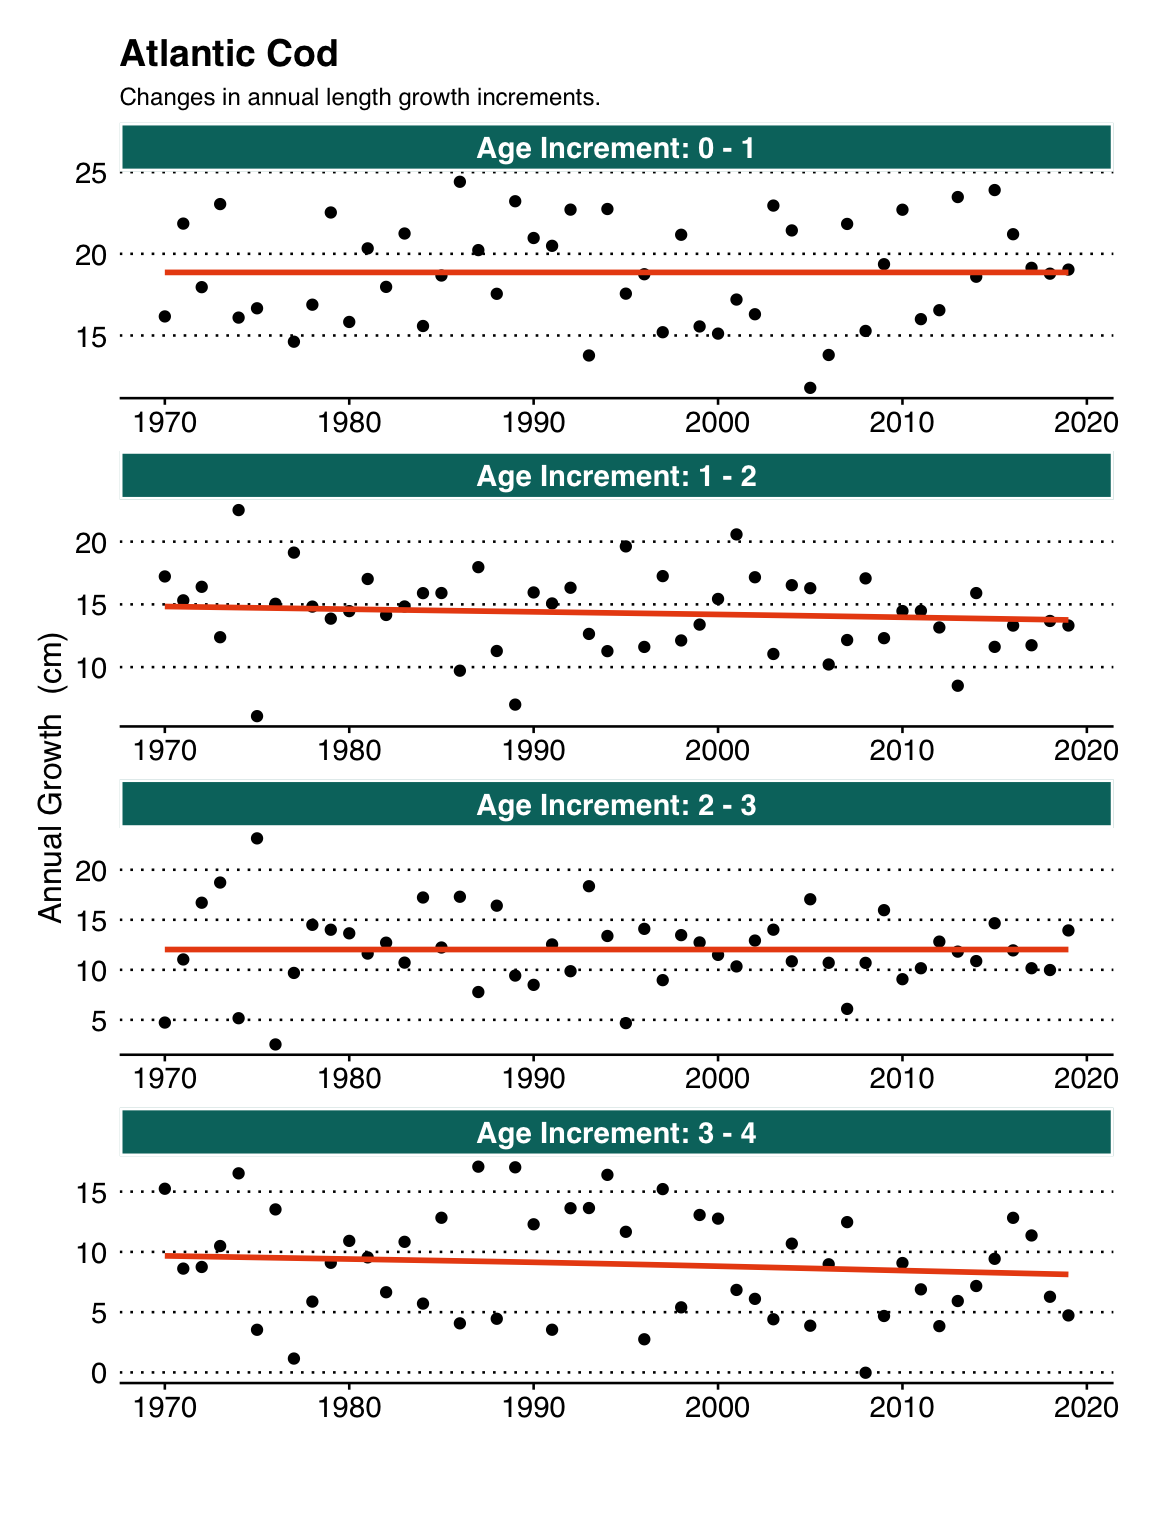 Atlantic Cod
Changes in annual length growth increments.
Age Increment: 0 - 1
25
20
15
1970 1980 1990 2000 2010 2020
Age Increment: 1 - 2
20
15
10
1970 1980 1990 2000 2010 2020
Annual Growth (cm)
Age Increment: 2 - 3
20
15
10
5
1970 1980 1990 2000 2010 2020
Age Increment: 3 - 4
15
10
5
0
1970 1980 1990 2000 2010 2020